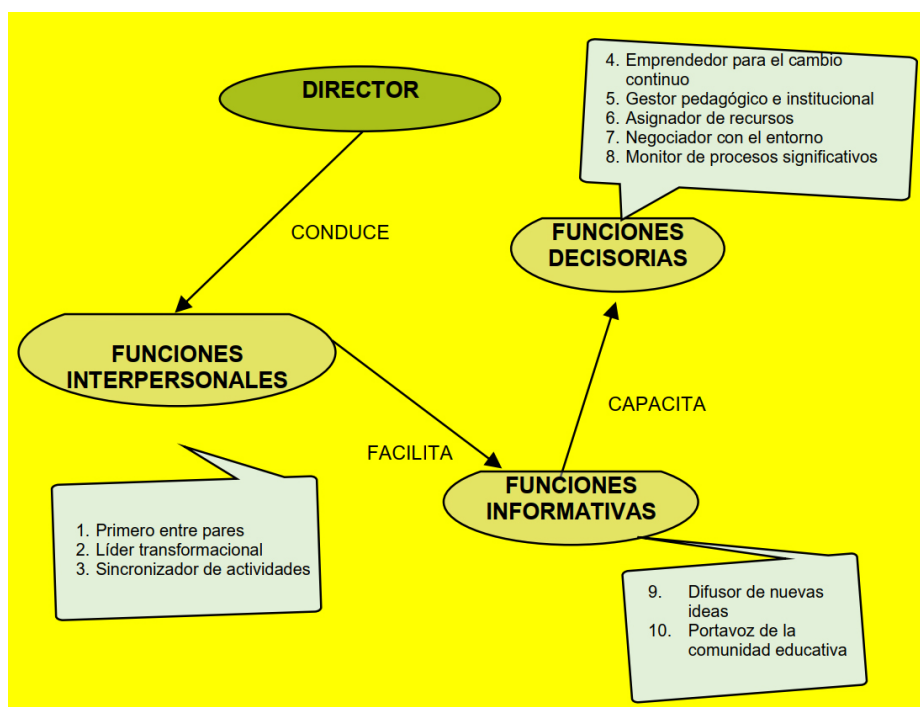 DIRECTOR
CONDUCE
FUNCIONES
INTERPERSONALES
1. Primero entre pares
2. Líder transformacional
3. Sincronizador de actividades
FACILITA
FUNCIONES
INFORMATIVAS
9. Difusor de nuevas
ideas
10. Portavoz de la
comunidad educativa
CAPACITA
FUNCIONES
DECISORIAS
4. Emprendedor para el cambio
continuo
5. Gestor pedagógico e institucional
6. Asignador de recursos
7. Negociador con el entorno
8. Monitor de procesos significativos